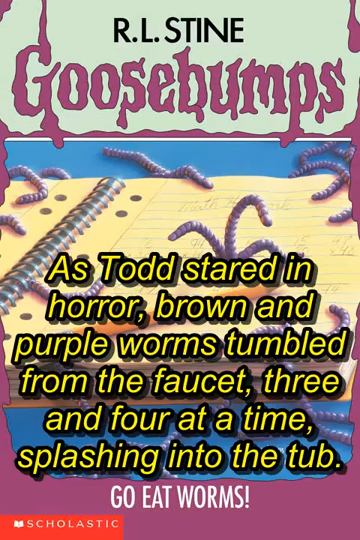 R.L. STINE
Goosebumps
As Todd stared in
horror, brown and
purple worms tumbled
from the faucet, three
and four at a time,
splashing into the tub.
GO EAT WORMS!
SCHOLASTIC